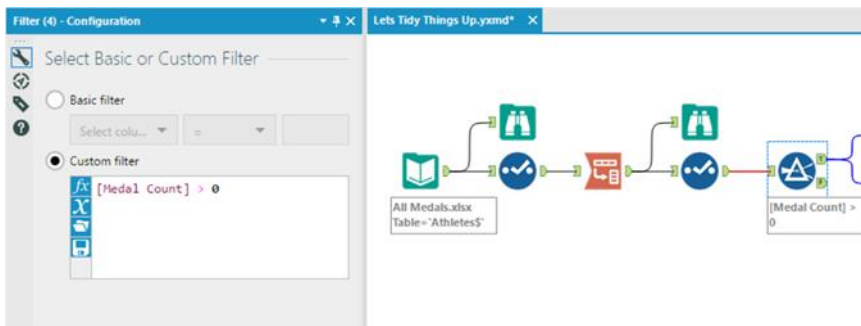 Filter (4) - Configuration
Lets Tidy Things Up.yxmd*
Select Basic or Custom Filter
Basic filter
Select colu...
=
Custom filter
[Medal Count] > 0
All Medals.xlsx
Table=`Athletes$`
[Medal Count] >
0
T
F